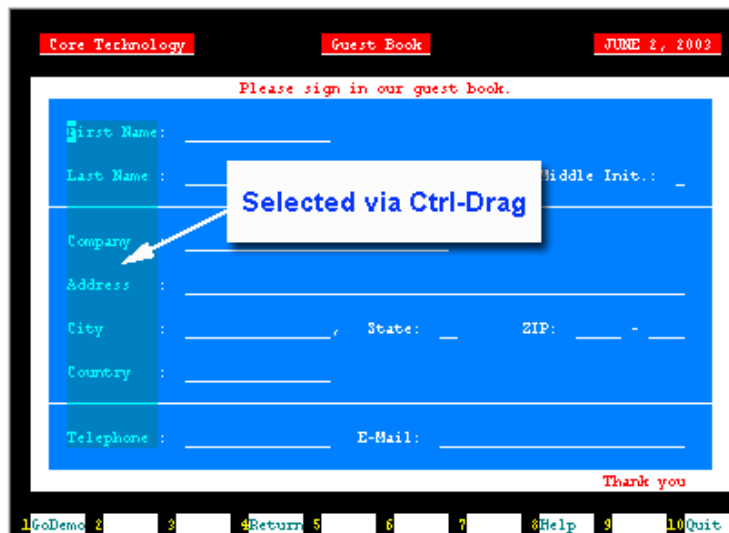 Core Technology Guest Book JUNE 2, 2003
Please sign in our guest book.
First Name:
Last Name : Middle Init.:
Selected via Ctrl-Drag
Company
Address :
City : , State: ZIP: -
Country :
Telephone : E-Mail:
Thank you
1GoDemo 2 3 4Return 5 6 7 8Help 9 10Quit